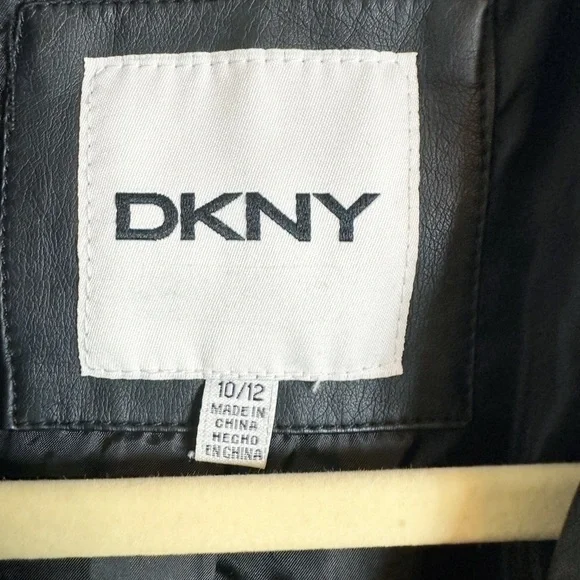 DKNY
10/12
MADE IN
CHINA
HECHO
EN CHINA